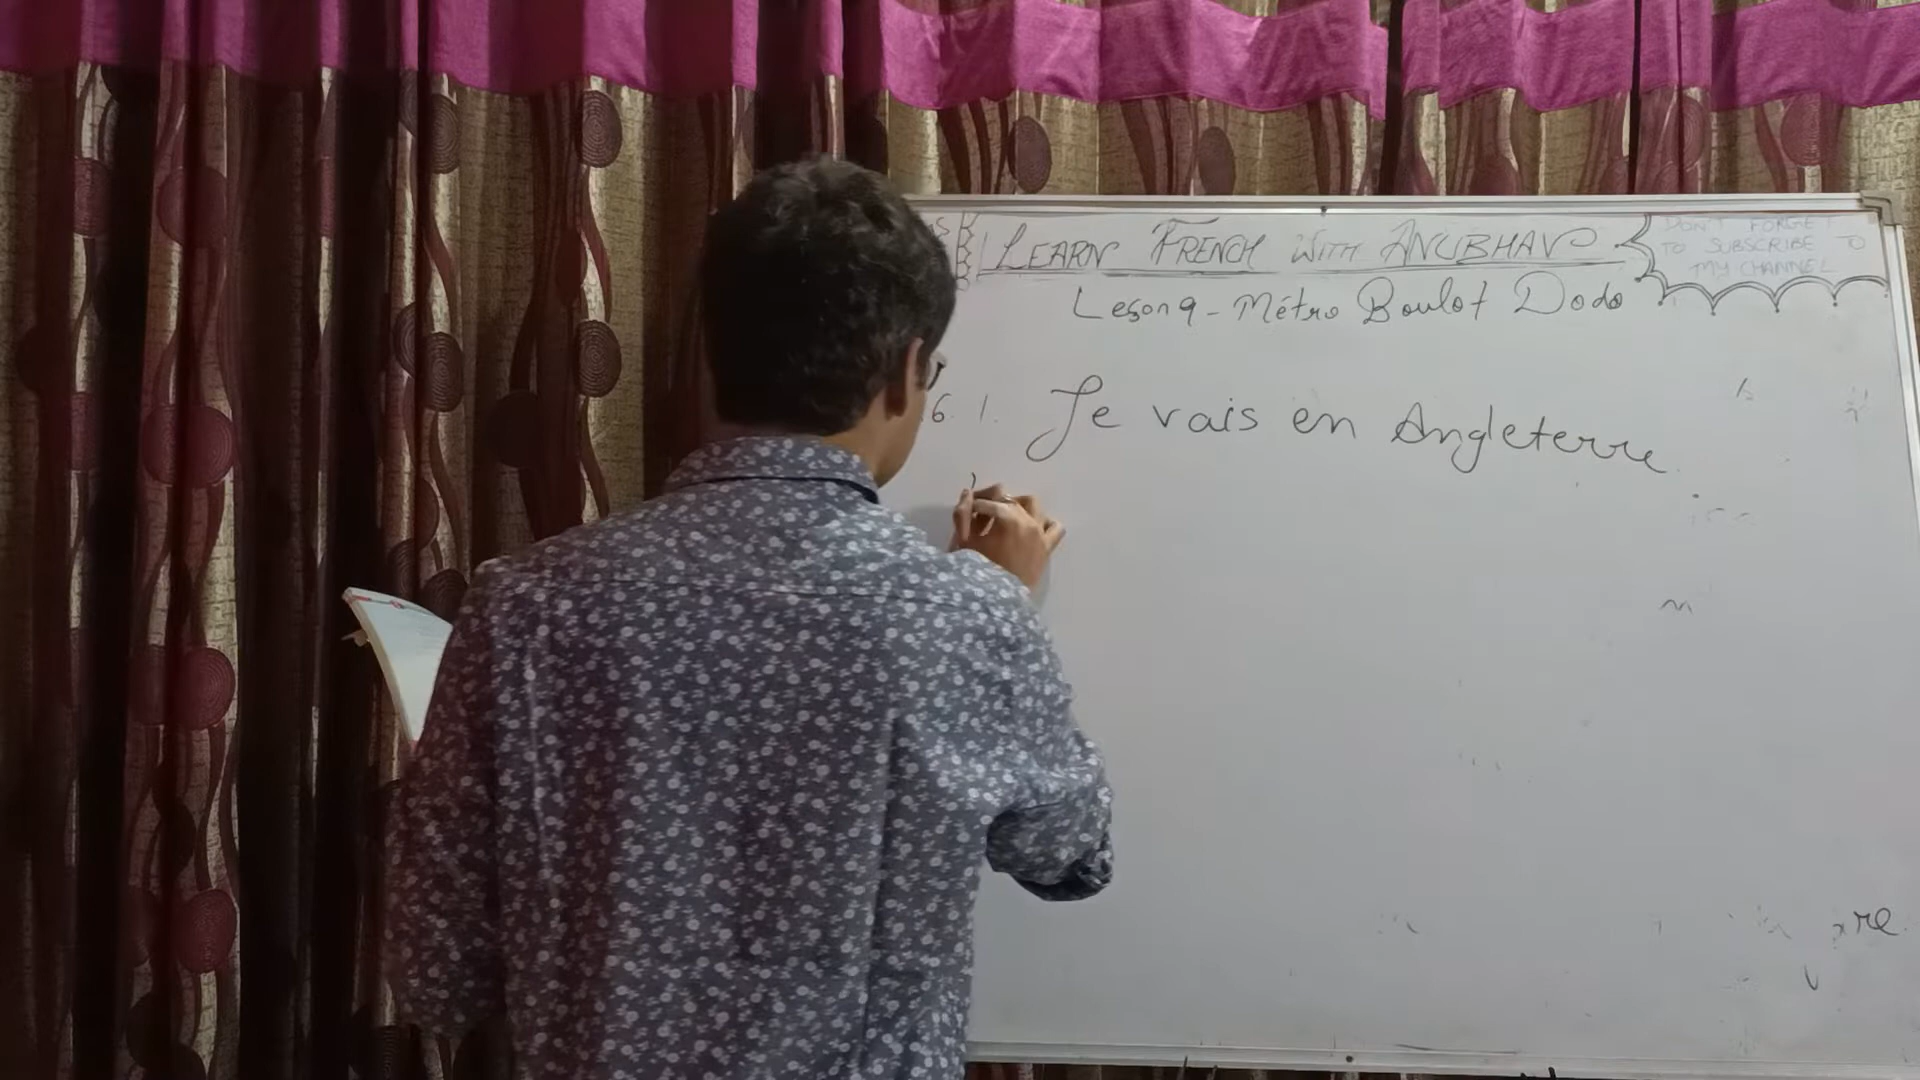 LEARN FRENCH WITH ANUBHAV
DON'T FORGET
TO SUBSCRIBE TO
MY CHANNEL
Leçon 9 - Métro Boulot Dodo
6. 1. Je vais en Angleterre
re